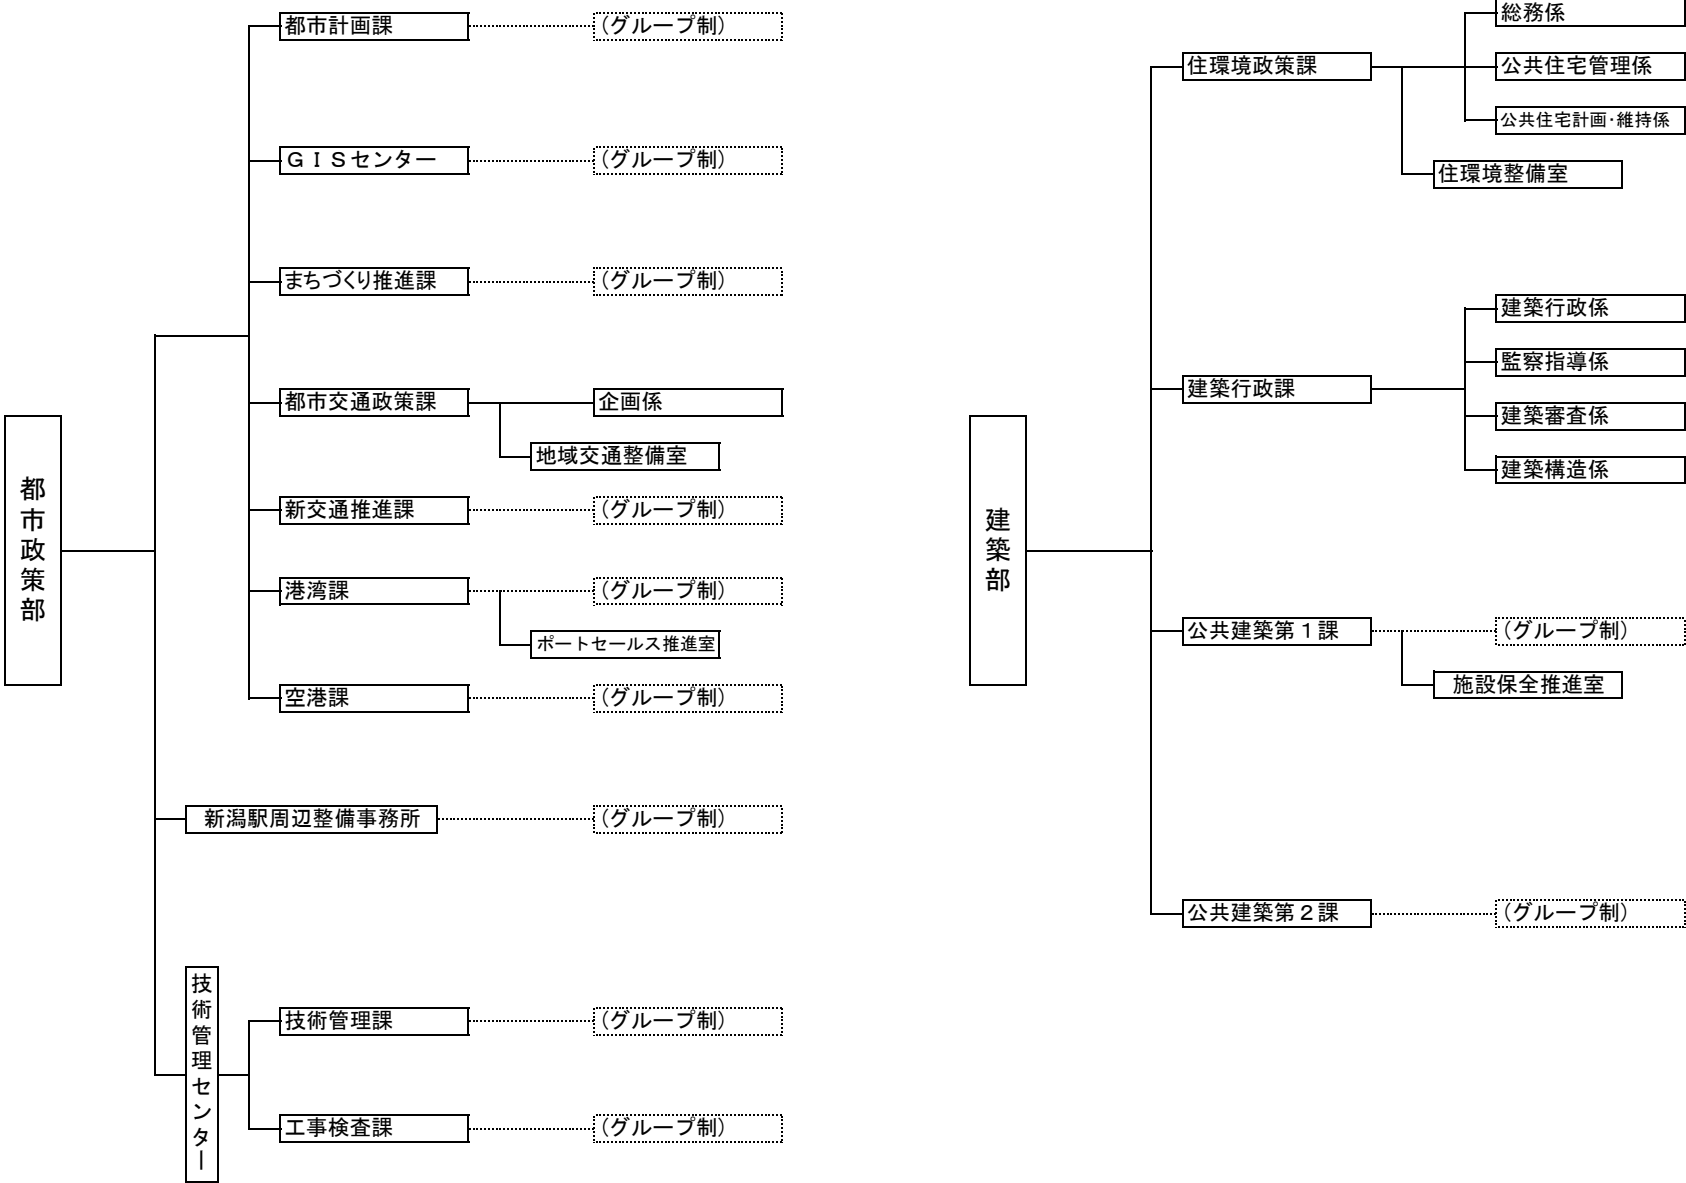 都市政策部
都市計画課
（グループ制）
ＧＩＳセンター
（グループ制）
まちづくり推進課
（グループ制）
都市交通政策課
企画係
地域交通整備室
新交通推進課
（グループ制）
港湾課
（グループ制）
ポートセールス推進室
空港課
（グループ制）
新潟駅周辺整備事務所
（グループ制）
技術管理センター
技術管理課
（グループ制）
工事検査課
（グループ制）
建築部
住環境政策課
総務係
公共住宅管理係
公共住宅計画・維持係
住環境整備室
建築行政課
建築行政係
監察指導係
建築審査係
建築構造係
公共建築第１課
（グループ制）
施設保全推進室
公共建築第２課
（グループ制）